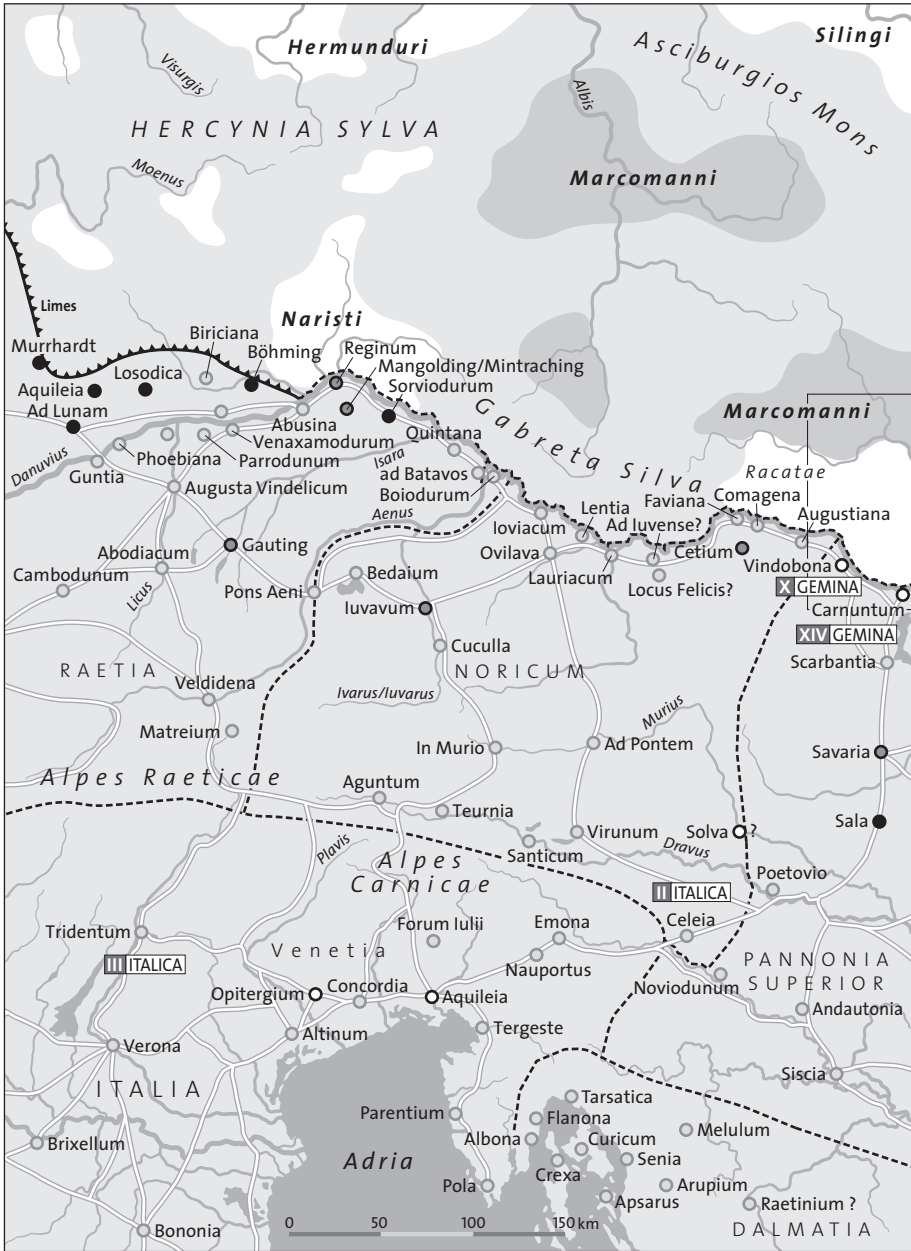 Hermunduri
Silingi
Visurgis
Asciburgios Mons
Albis
HERCYNIA SYLVA
Moenus
Marcomanni
Limes
Naristi
Biriciana
Reginum
Murrhardt
Böhming
Mangolding/Mintraching
Losodica
Sorviodurum
Aquileia
Marcomanni
Ad Lunam
Abusina
Gabreta Silva
Quintana
Venaxamodurum
Danuvius
Phoebiana
Parrodunum
Isara
ad Batavos
Racatae
Guntia
Boiodurum
Faviana
Comagena
Augusta Vindelicum
Aenus
Lentia
Augustiana
Ioviacum
Ad Iuvense?
Abodiacum
Gauting
Ovilava
Cetium
Vindobona
Cambodunum
Bedaium
Lauriacum
Locus Felicis?
X GEMINA
Licus
Pons Aeni
Iuvavum
Carnuntum
XIV GEMINA
Cuculla
RAETIA
NORICUM
Scarbantia
Veldidena
Ivarus/Iuvarus
Murius
Matreium
In Murio
Ad Pontem
Savaria
Alpes Raeticae
Aguntum
Teurnia
Sala
Virunum
Solva ?
Plavis
Santicum
Dravus
Alpes
Carnicae
Poetovio
II ITALICA
Forum Iulii
Emona
Celeia
Tridentum
Venetia
III ITALICA
Nauportus
PANNONIA
SUPERIOR
Noviodunum
Opitergium
Concordia
Aquileia
Andautonia
Altinum
Tergeste
Verona
Siscia
ITALIA
Tarsatica
Parentium
Flanona
Melulum
Brixellum
Albona
Curicum
Adria
Crexa
Senia
Pola
Arupium
Apsarus
Raetinium ?
Bononia
0 50 100 150 km
DALMATIA